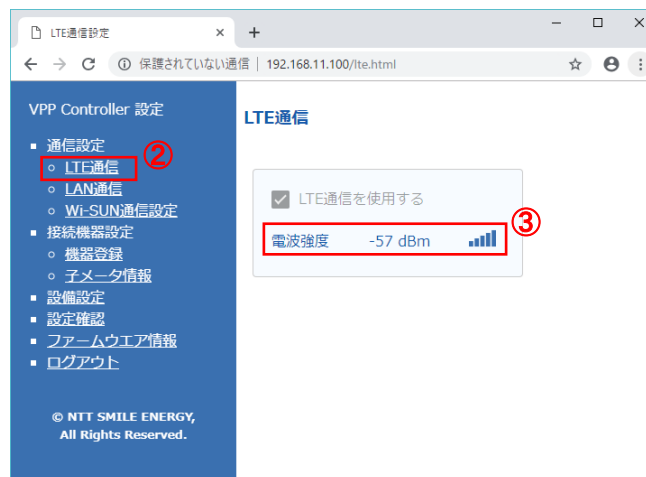 LTE通信設定
保護されていない通信 | 192.168.11.100/lte.html
VPP Controller 設定
通信設定
LTE通信
②
LAN通信
Wi-SUN通信設定
接続機器設定
機器登録
子メータ情報
設備設定
設定確認
ファームウエア情報
ログアウト
© NTT SMILE ENERGY,
All Rights Reserved.
LTE通信
LTE通信を使用する
③
電波強度 -57 dBm